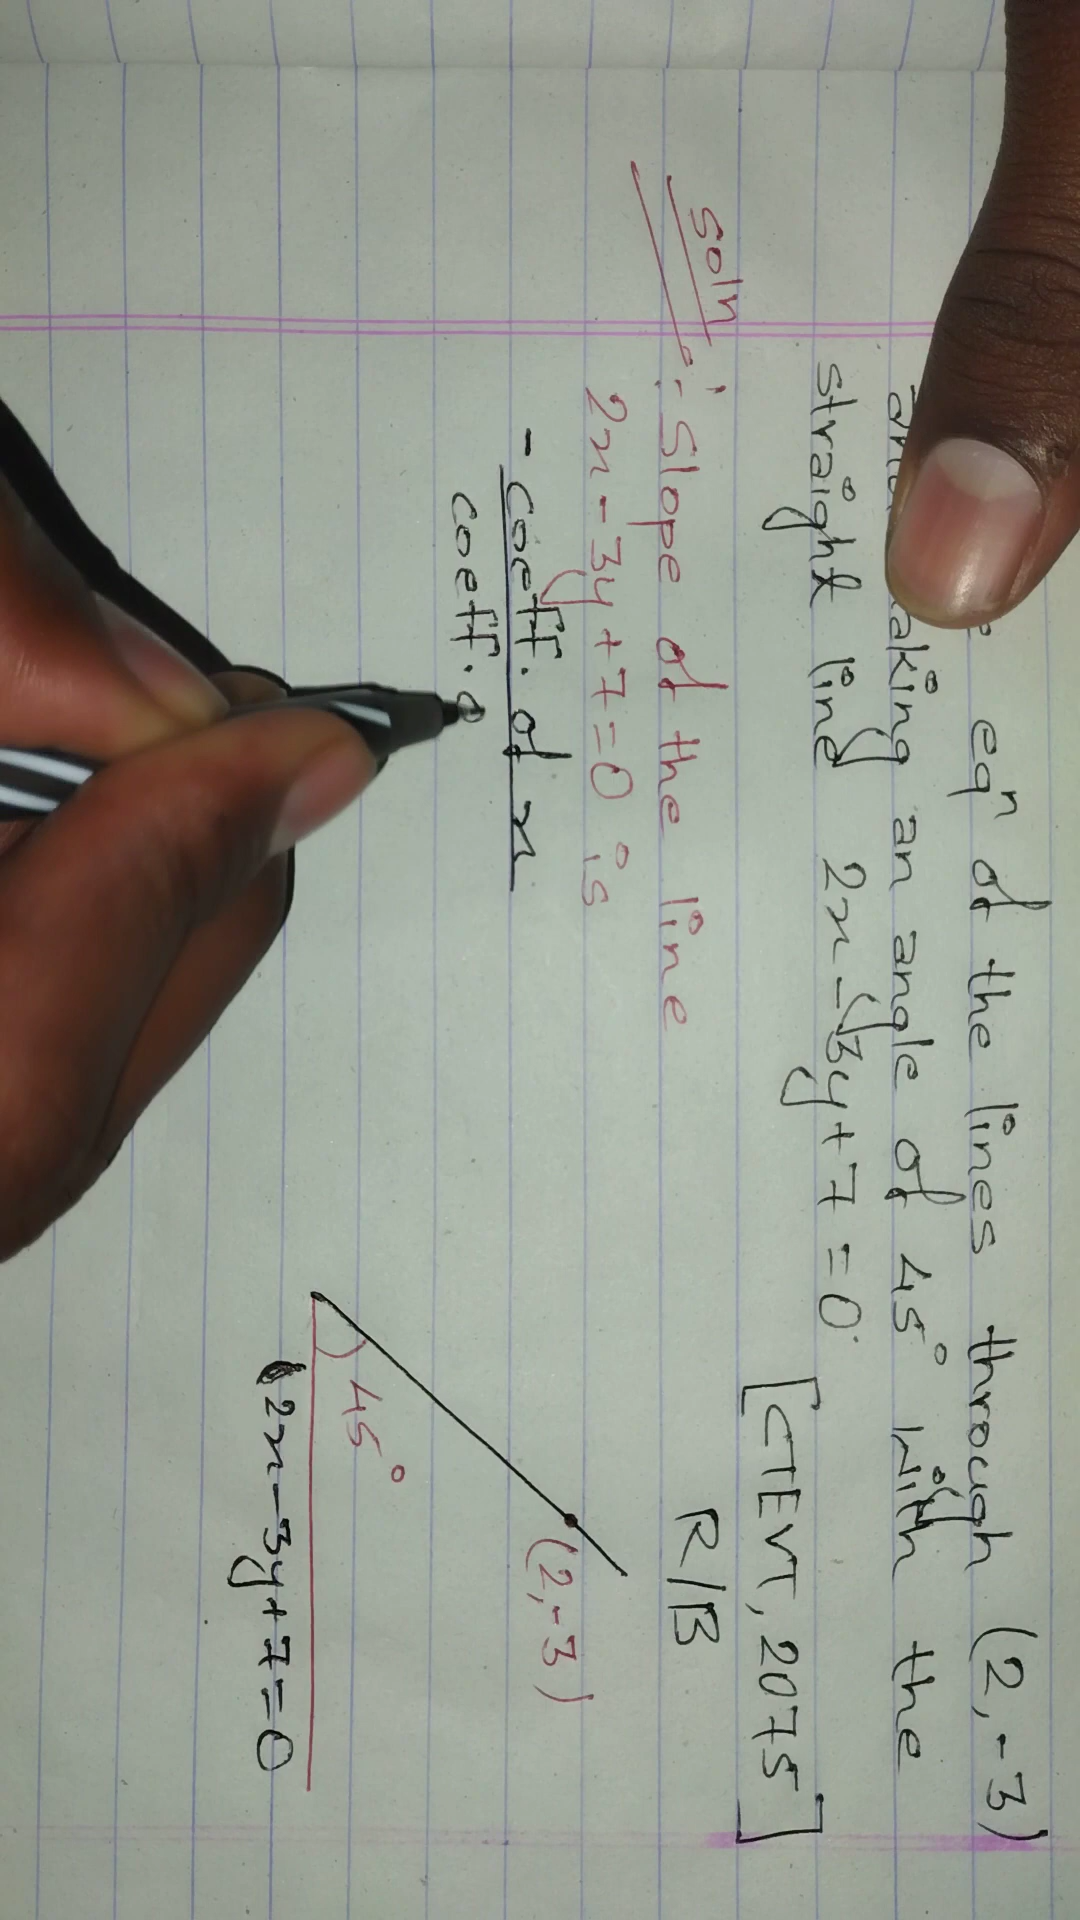 eqn of the lines through (2,-3)
making an angle of 45° with the
straight line 2x-3y+7=0.
[CTEVT, 2075]
soln :- Slope of the line
R/B
2x-3y+7=0 is
- coeff. of x
coeff. o
(2,-3)
45°
2x-3y+7=0